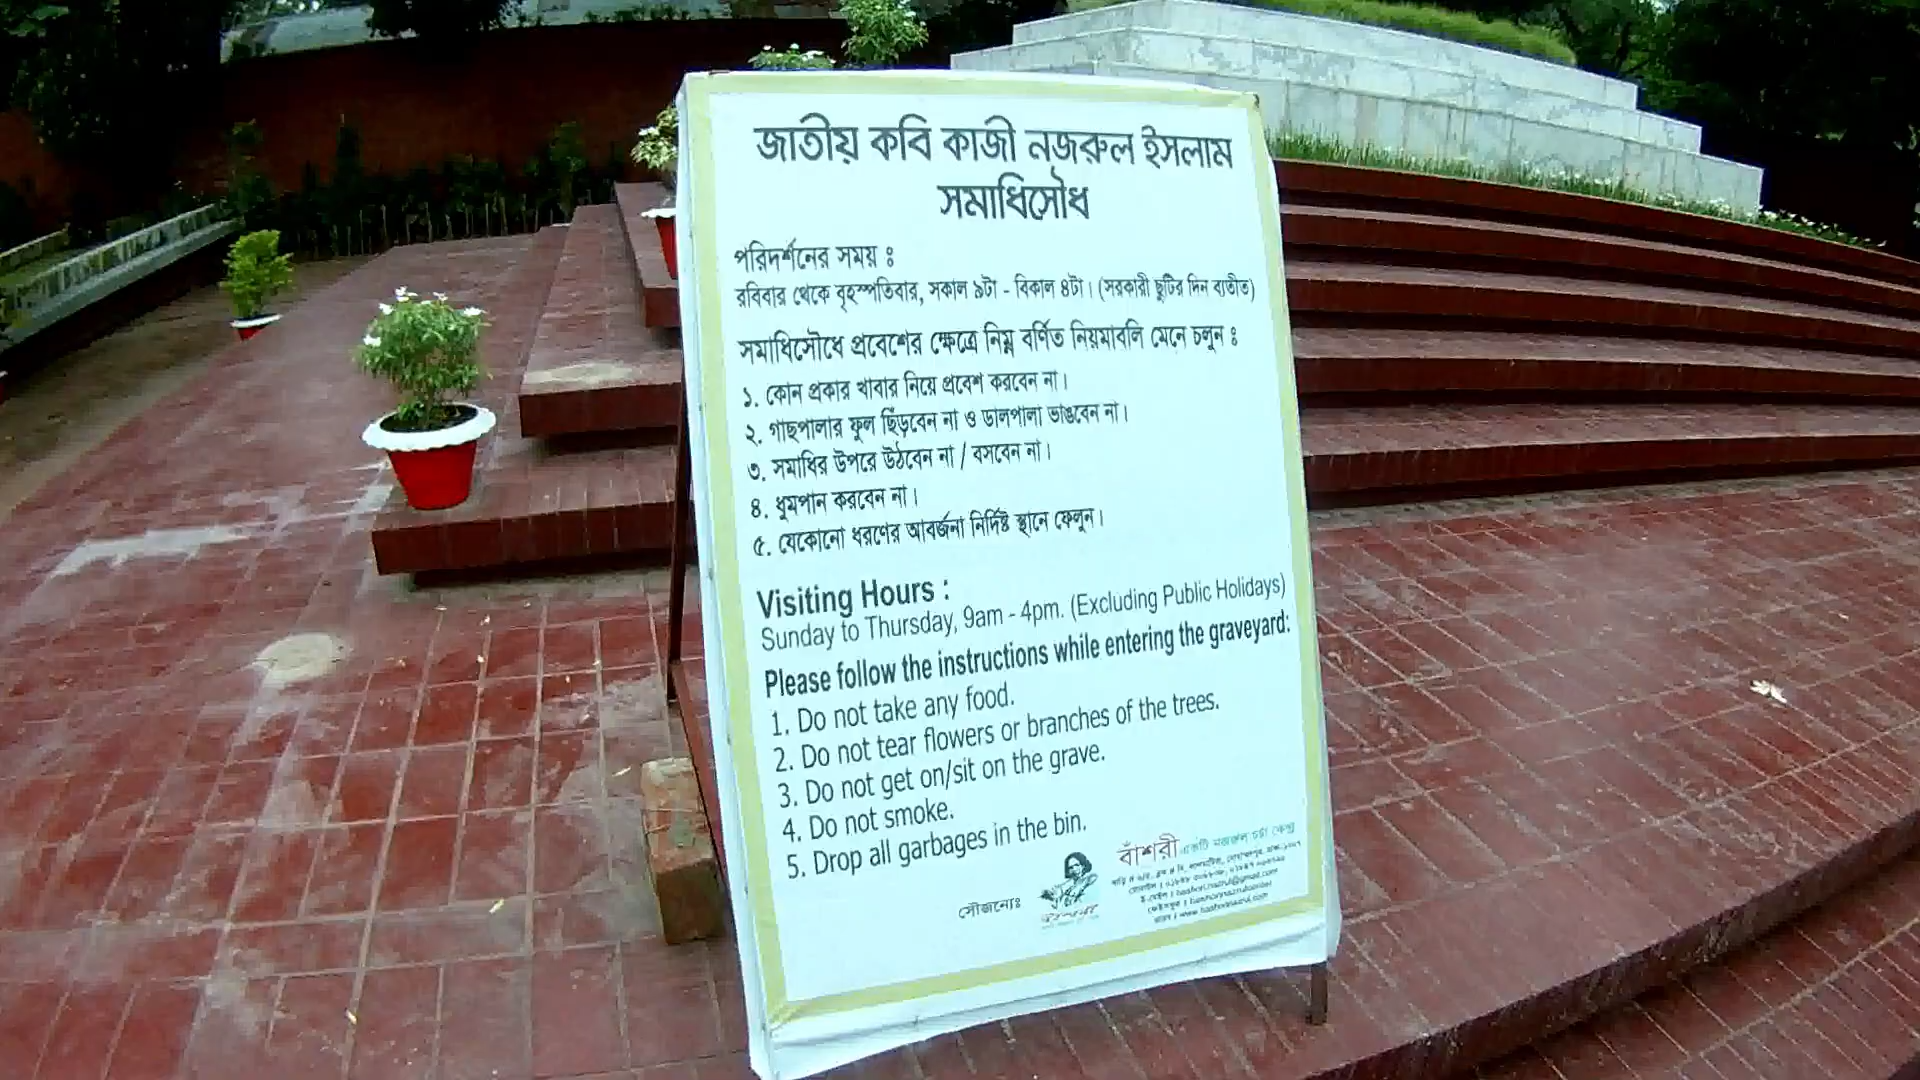 জাতীয় কবি কাজী নজরুল ইসলাম
সমাধিসৌধ
পরিদর্শনের সময় ঃ
রবিবার থেকে বৃহস্পতিবার, সকাল ৯টা - বিকাল ৪টা। (সরকারী ছুটির দিন ব্যতীত)
সমাধিসৌধে প্রবেশের ক্ষেত্রে নিম্ন বর্ণিত নিয়মাবলি মেনে চলুন ঃ
১. কোন প্রকার খাবার নিয়ে প্রবেশ করবেন না।
২. গাছপালার ফুল ছিঁড়বেন না ও ডালপালা ভাঙবেন না।
৩. সমাধির উপরে উঠবেন না / বসবেন না।
৪. ধুমপান করবেন না।
৫. যেকোনো ধরণের আবর্জনা নির্দিষ্ট স্থানে ফেলুন।
Visiting Hours :
Sunday to Thursday, 9am - 4pm. (Excluding Public Holidays)
Please follow the instructions while entering the graveyard:
1. Do not take any food.
2. Do not tear flowers or branches of the trees.
3. Do not get on/sit on the grave.
4. Do not smoke.
5. Drop all garbages in the bin.
সৌজন্যেঃ
বাঁশরী একটি নজরুল চর্চা কেন্দ্র